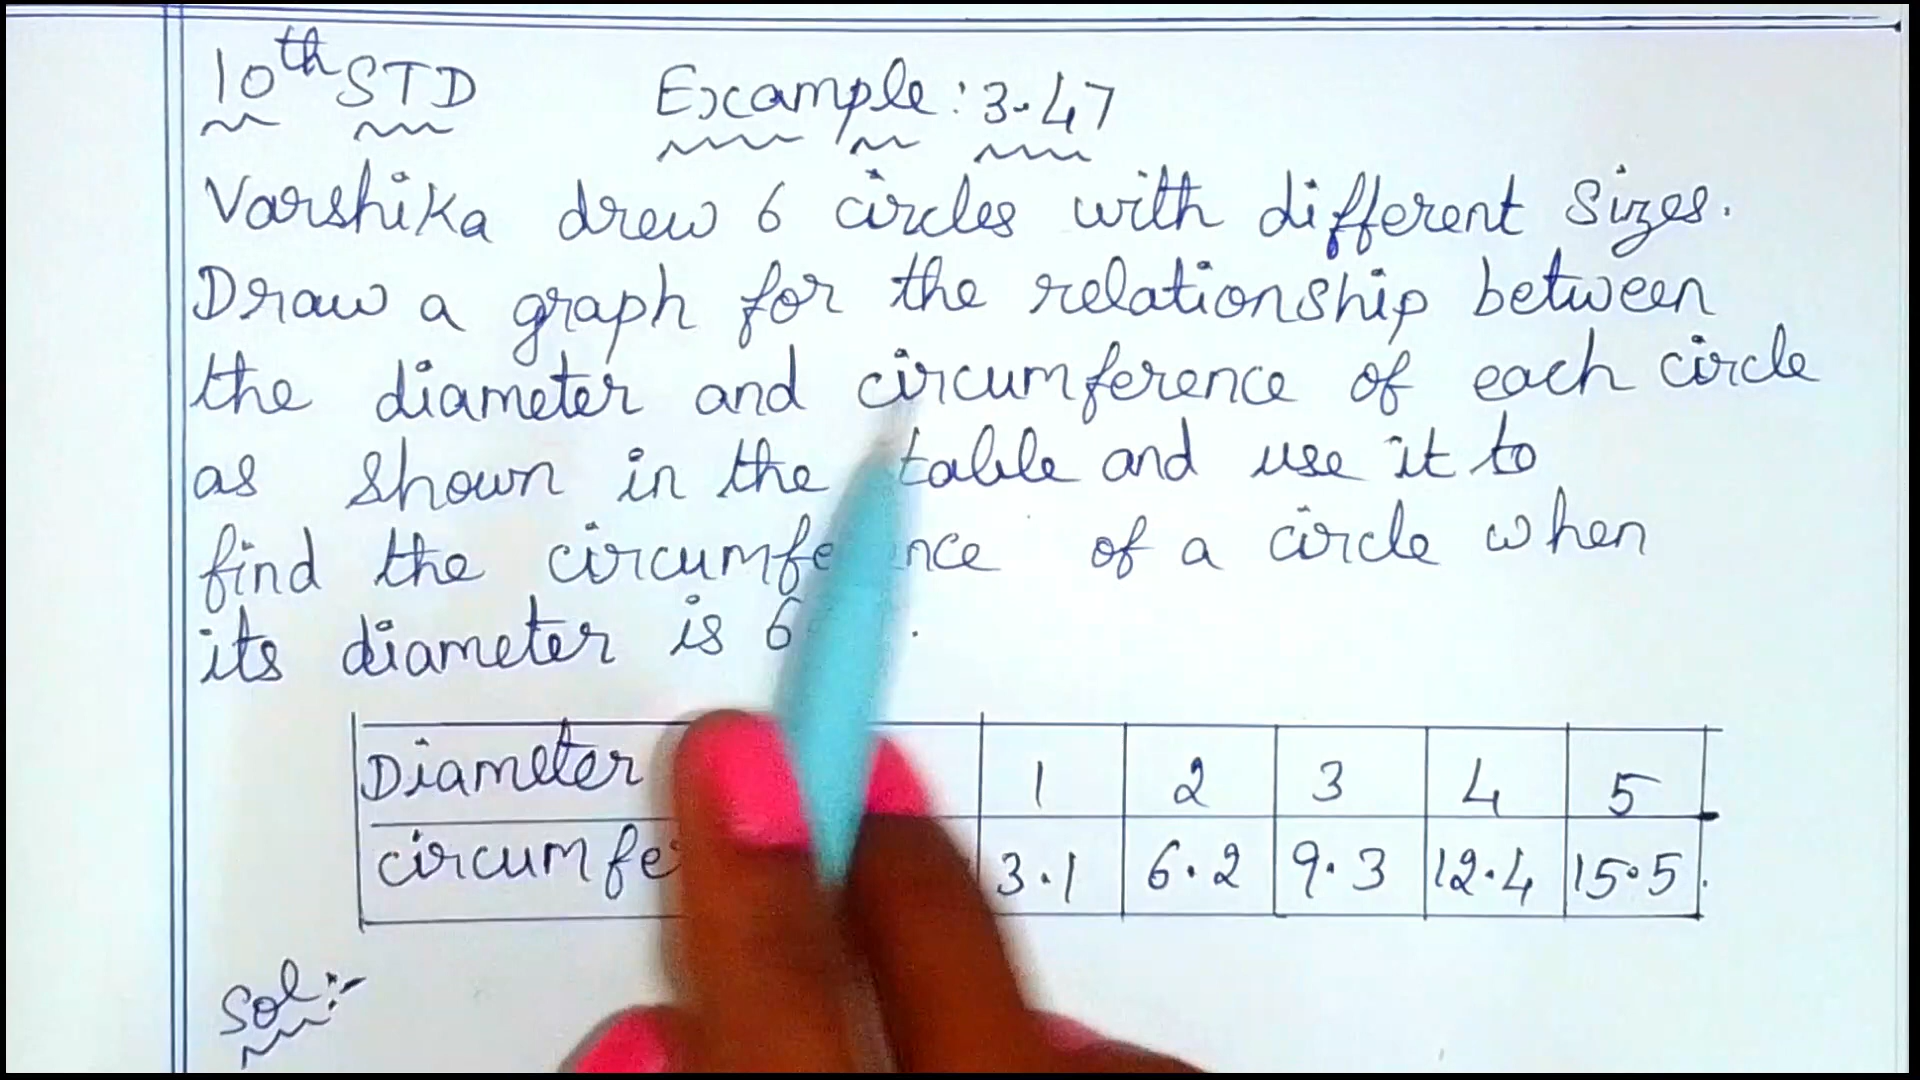 10th STD Example: 3.47
Varshika drew 6 circles with different sizes.
Draw a graph for the relationship between
the diameter and circumference of each circle
as shown in the table and use it to
find the of a circle when
its diameter is 6
Diameter 1 2 3 4 5
3.1 6.2 9.3 12.4 15.5
Sol:-